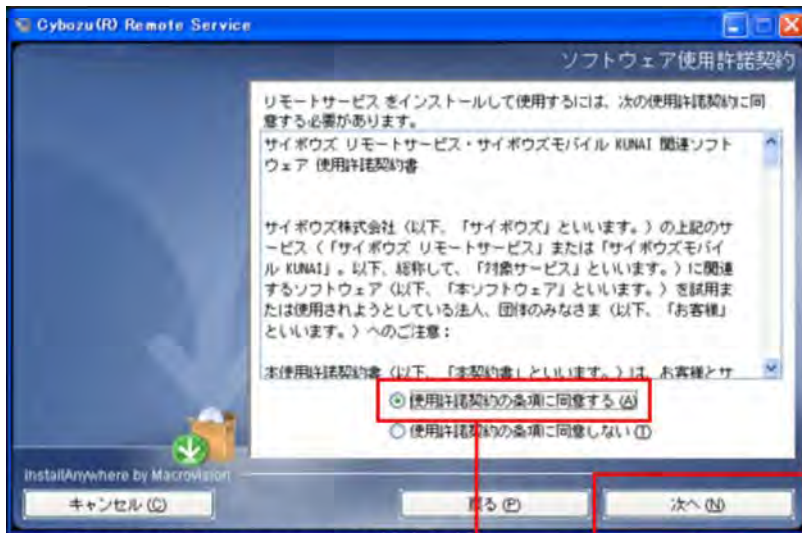 Cybozu(R) Remote Service
ソフトウェア使用許諾契約
リモートサービス をインストールして使用するには、次の使用許諾契約に同
意する必要があります。
サイボウズ リモートサービス・サイボウズモバイル KUNAI 関連ソフト
ウェア 使用許諾契約書
サイボウズ株式会社（以下、「サイボウズ」といいます。）の上記のサ
ービス（「サイボウズ リモートサービス」または「サイボウズモバイ
ル KUNAI」。以下、総称して、「対象サービス」といいます。）に関連
するソフトウェア（以下、「本ソフトウェア」といいます。）を試用ま
たは使用されようとしている法人、団体のみなさま（以下、「お客様」
といいます。）へのご注意：
本使用許諾契約書（以下、「本契約書」といいます。）は、お客様とサ
使用許諾契約の条項に同意する(A)
使用許諾契約の条項に同意しない(I)
InstallAnywhere by Macrovision
キャンセル(C)
戻る(P)
次へ(N)